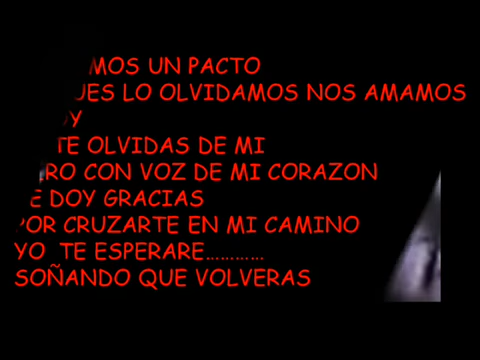 MOS UN PACTO
UES LO OLVIDAMOS NOS AMAMOS
Y
TE OLVIDAS DE MI
RO CON VOZ DE MI CORAZON
E DOY GRACIAS
POR CRUZARTE EN MI CAMINO
YO TE ESPERARE…………
SOÑANDO QUE VOLVERAS